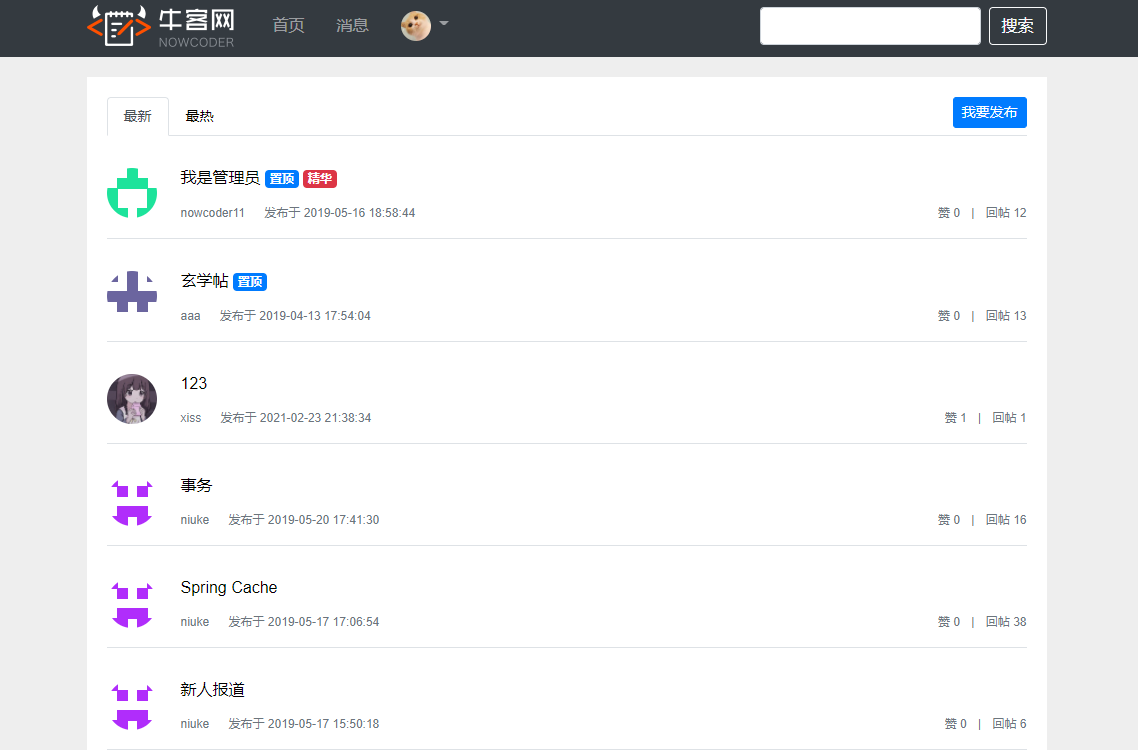 牛客网
NOWCODER
首页 消息 搜索
最新 最热 我要发布
我是管理员 置顶 精华
nowcoder11 发布于 2019-05-16 18:58:44 赞 0 | 回帖 12
玄学帖 置顶
aaa 发布于 2019-04-13 17:54:04 赞 0 | 回帖 13
123
xiss 发布于 2021-02-23 21:38:34 赞 1 | 回帖 1
事务
niuke 发布于 2019-05-20 17:41:30 赞 0 | 回帖 16
Spring Cache
niuke 发布于 2019-05-17 17:06:54 赞 0 | 回帖 38
新人报道
niuke 发布于 2019-05-17 15:50:18 赞 0 | 回帖 6